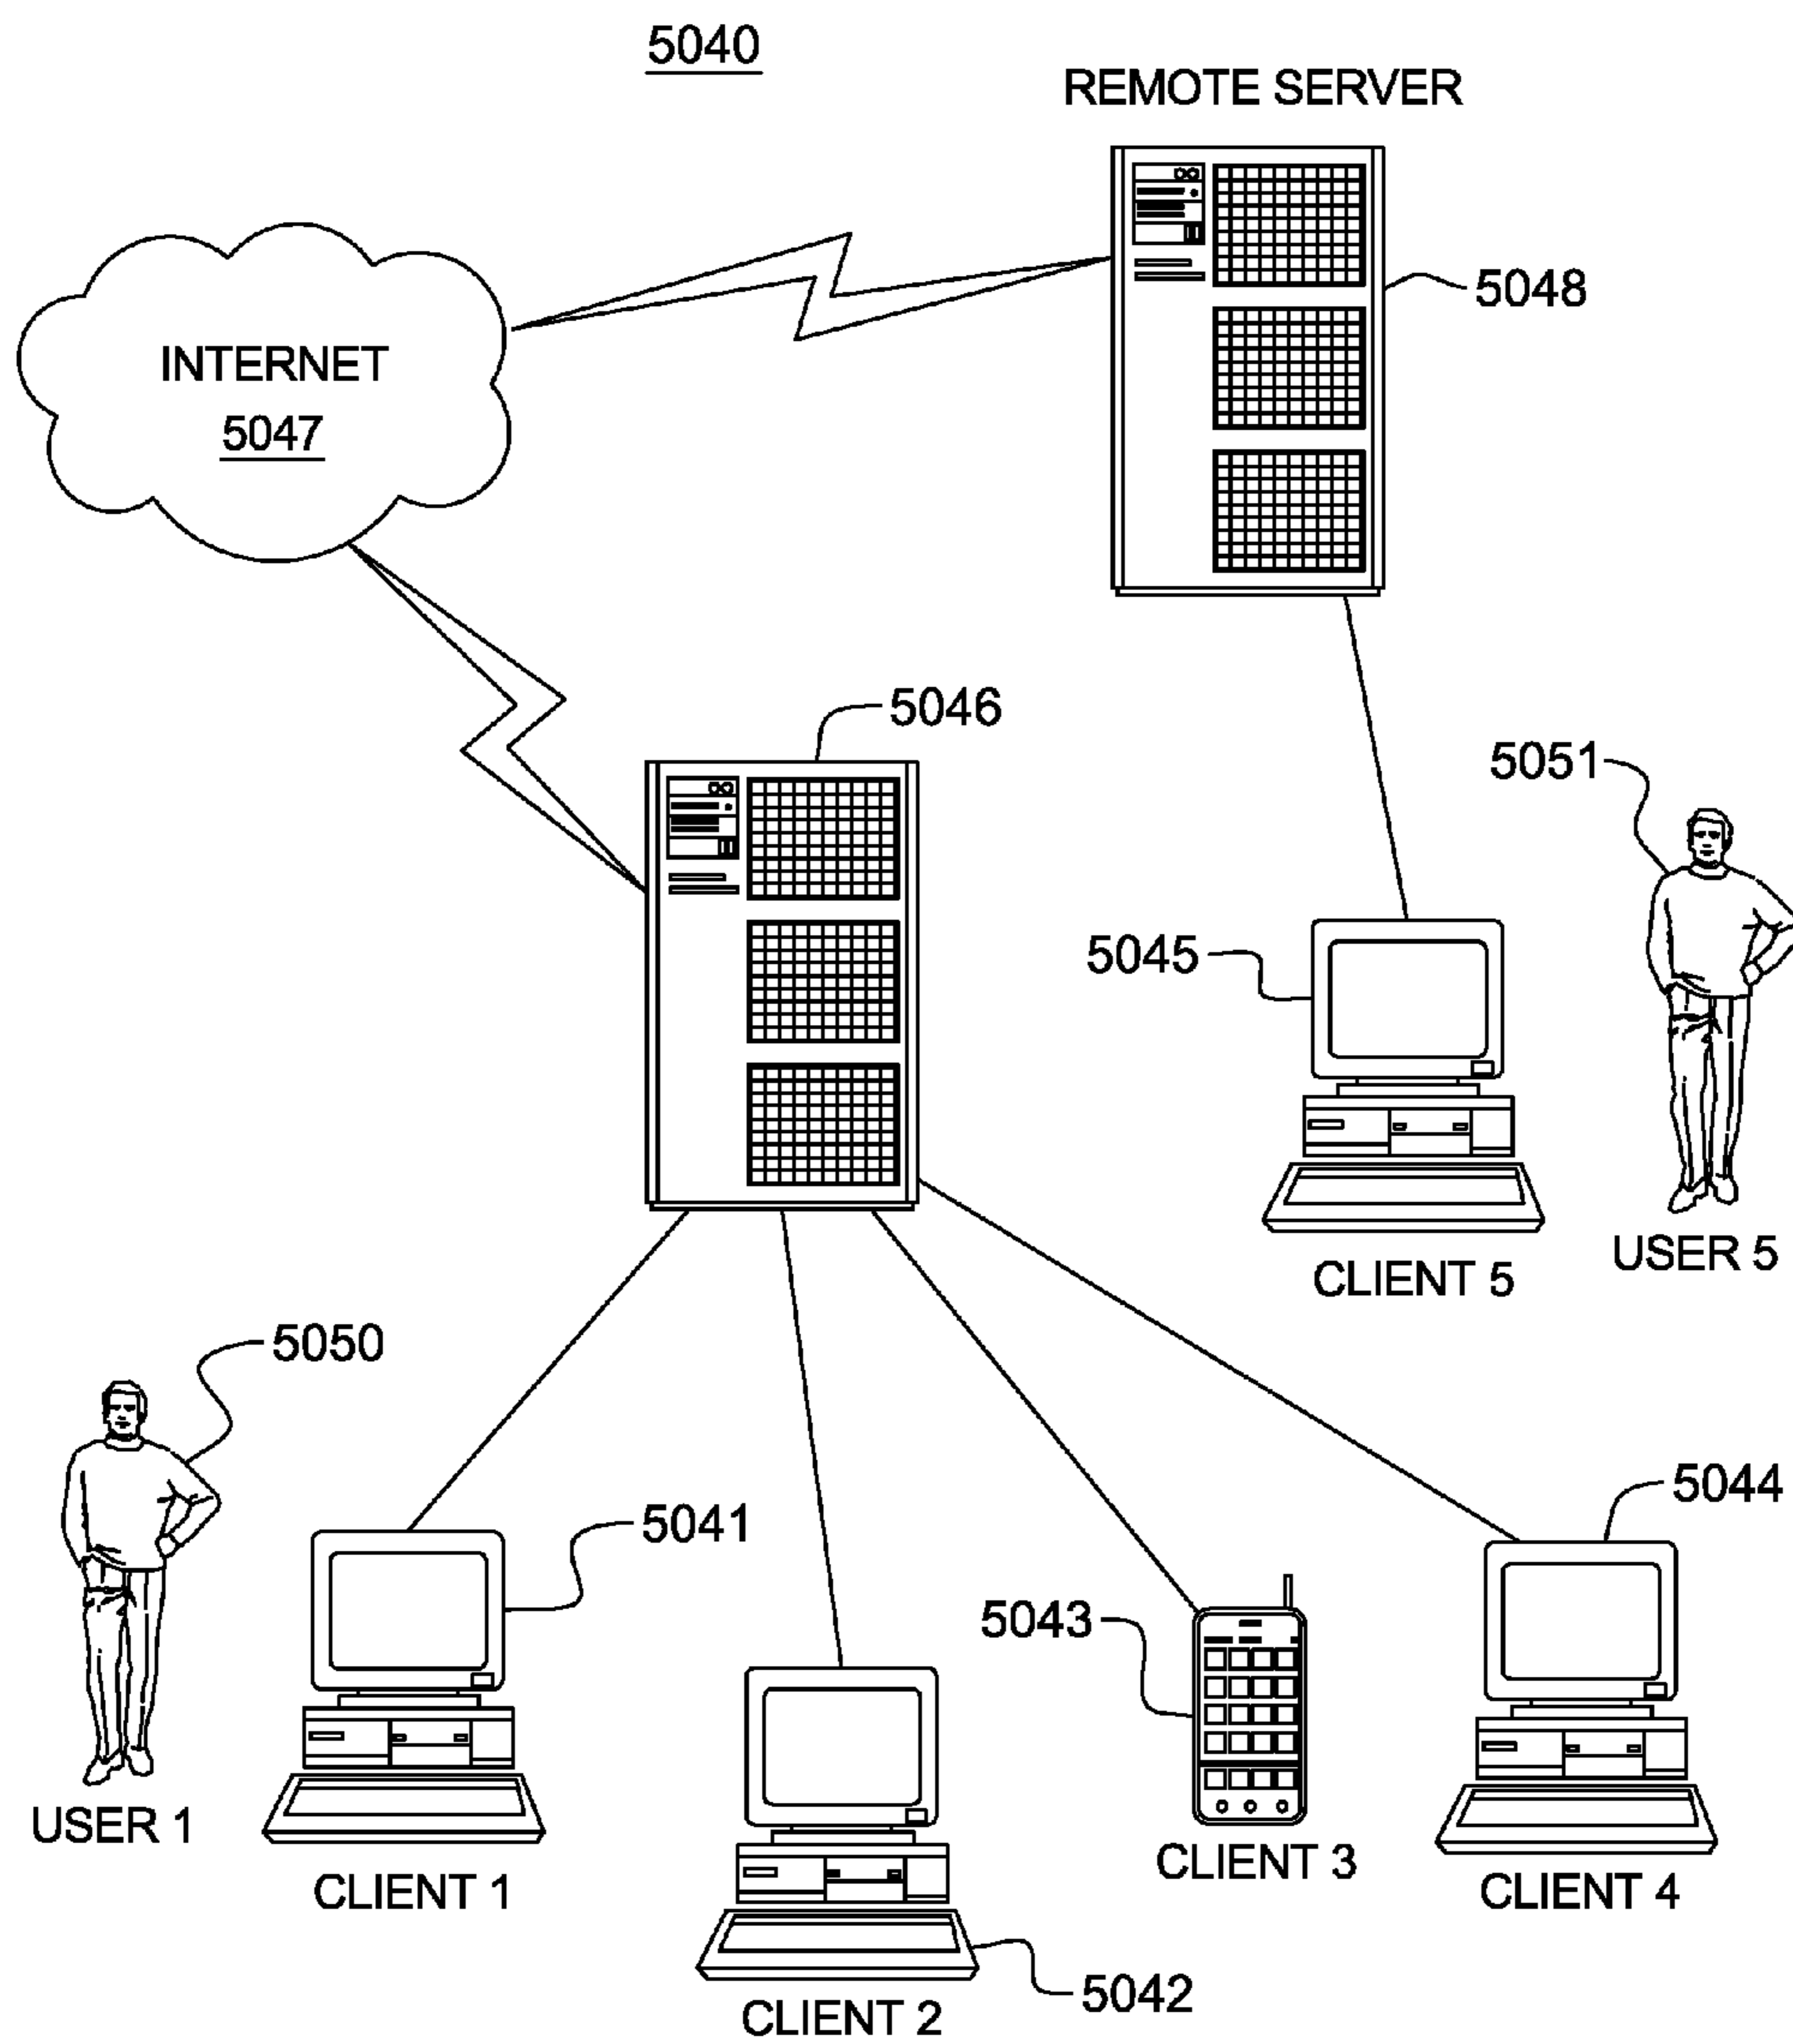 5040
REMOTE SERVER
5048
INTERNET
5047
5046
5051
5045
USER 5
CLIENT 5
5050
5044
5041
5043
USER 1
CLIENT 3
CLIENT 1
CLIENT 4
5042
CLIENT 2